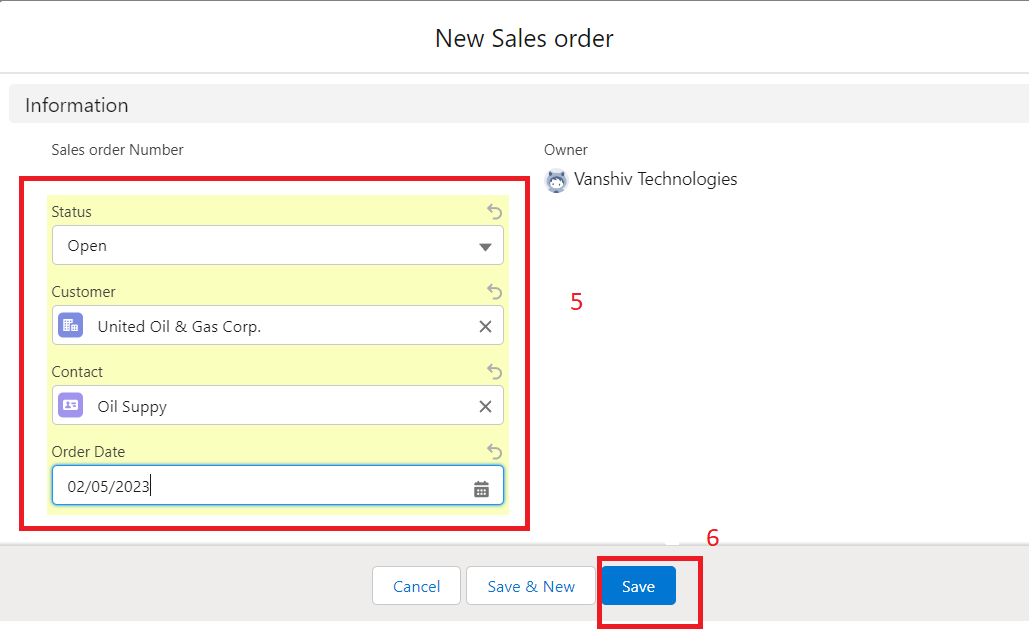 New Sales order
Information
Sales order Number
Owner
Vanshiv Technologies
Status
Open
Customer
United Oil & Gas Corp.
5
Contact
Oil Suppy
Order Date
02/05/2023
6
Cancel
Save & New
Save